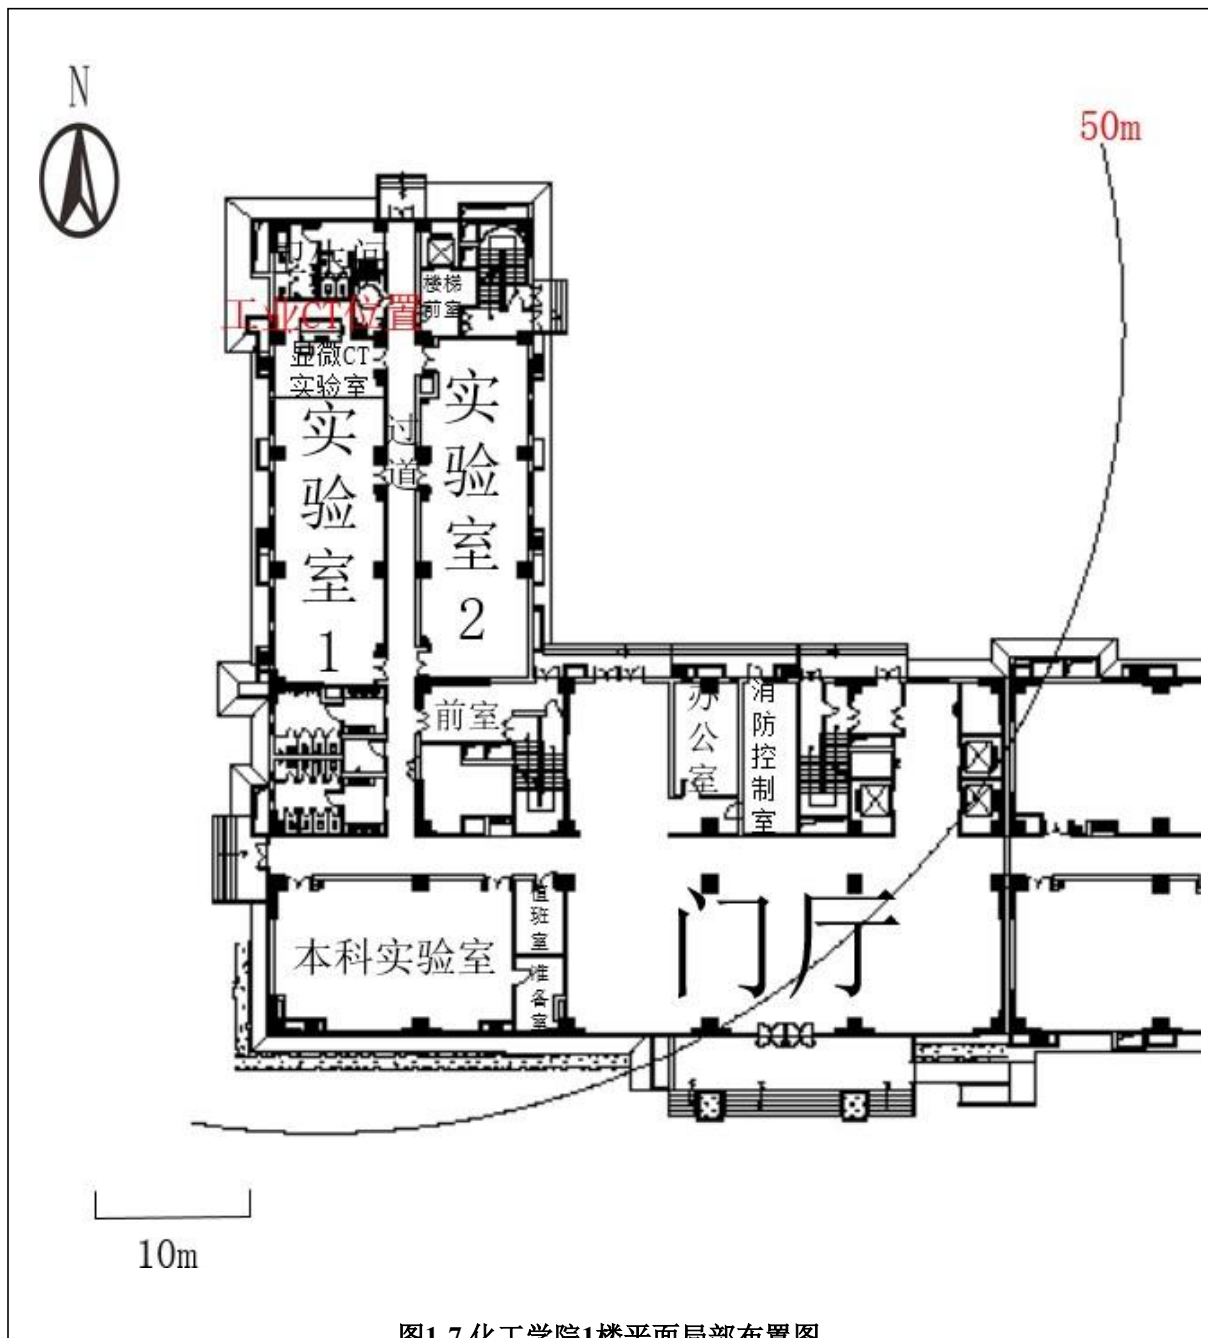 N
50m
卫生间
楼梯
前室
工业CT位置
显微CT
实验室
实验室1
过道
实验室2
前室
办公室
消防控制室
值班室
本科实验室
准备室
门厅
10m
图1-7 化工学院1楼平面局部布置图